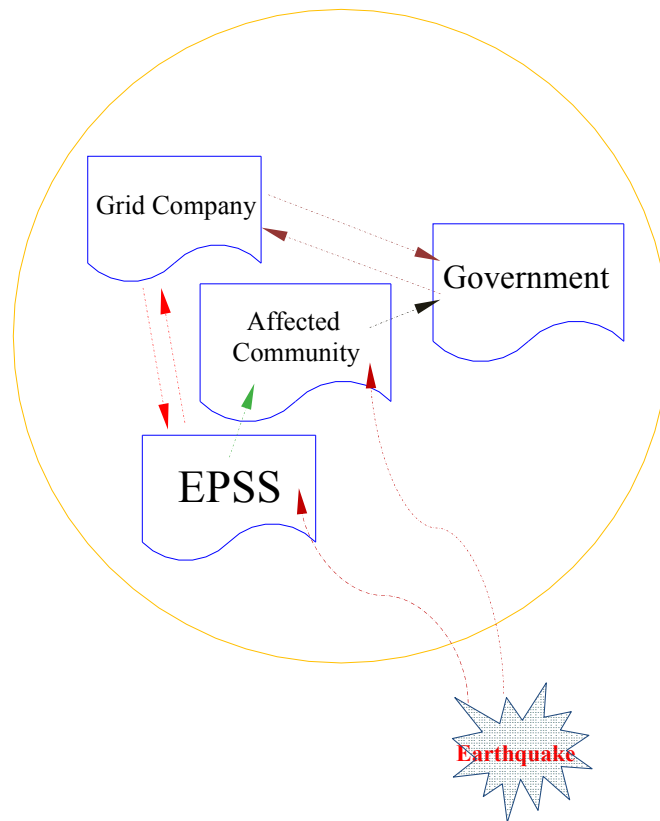 Grid Company
Government
Affected
Community
EPSS
Earthquake